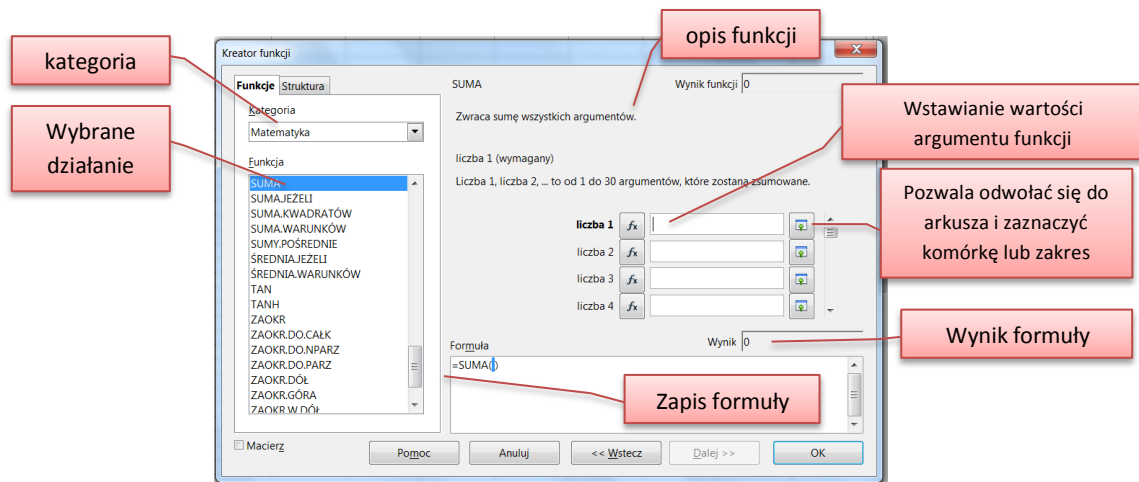 opis funkcji
kategoria
Wybrane
działanie
Wstawianie wartości
argumentu funkcji
Pozwala odwołać się do
arkusza i zaznaczyć
komórkę lub zakres
Wynik formuły
Zapis formuły
Kreator funkcji
Funkcje Struktura
Kategoria
Matematyka
Funkcja
SUMA
SUMA.JEŻELI
SUMA.KWADRATÓW
SUMA.WARUNKÓW
SUMY.POŚREDNIE
ŚREDNIA.JEŻELI
ŚREDNIA.WARUNKÓW
TAN
TANH
ZAOKR
ZAOKR.DO.CAŁK
ZAOKR.DO.NPARZ
ZAOKR.DO.PARZ
ZAOKR.DÓŁ
ZAOKR.GÓRA
ZAOKR.W.DÓŁ
Macierz
SUMA
Wynik funkcji 0
Zwraca sumę wszystkich argumentów.
liczba 1 (wymagany)
Liczba 1, liczba 2, ... to od 1 do 30 argumentów, które zostaną zsumowane.
liczba 1 fx
liczba 2 fx
liczba 3 fx
liczba 4 fx
Formuła
Wynik 0
=SUMA()
Pomoc
Anuluj
<< Wstecz
Dalej >>
OK